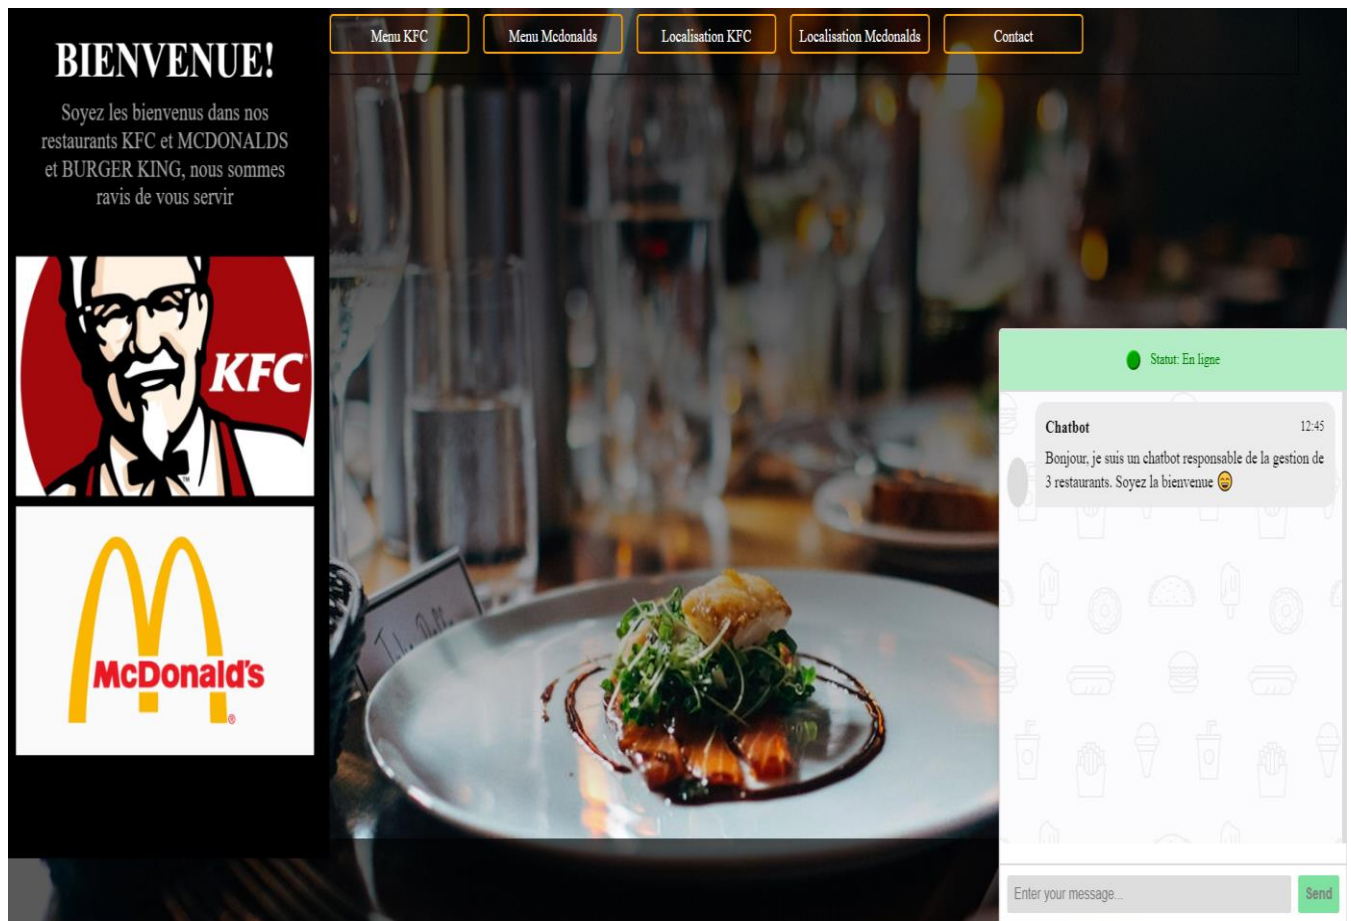 BIENVENUE!
Soyez les bienvenus dans nos
restaurants KFC et MCDONALDS
et BURGER KING, nous sommes
ravis de vous servir
KFC
McDonald's
Menu KFC
Menu Mcdonalds
Localisation KFC
Localisation Mcdonalds
Contact
Statut: En ligne
Chatbot 12:45
Bonjour, je suis un chatbot responsable de la gestion de
3 restaurants. Soyez la bienvenue 😄
Enter your message...
Send